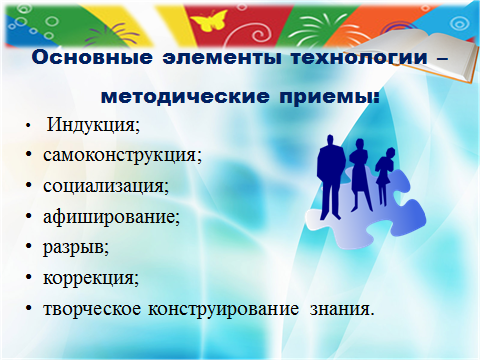 Основные элементы технологии –
методические приемы:
• Индукция;
• самоконструкция;
• социализация;
• афиширование;
• разрыв;
• коррекция;
• творческое конструирование знания.